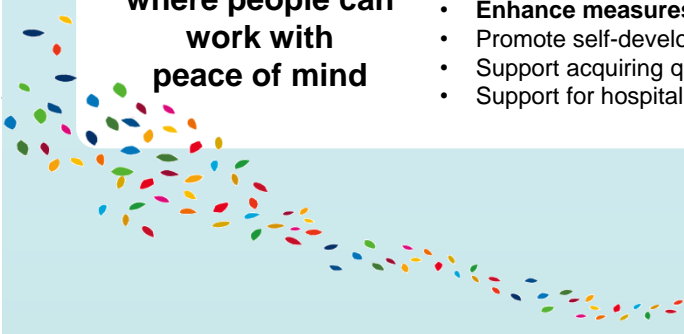 where people can
work with
peace of mind
• Enhance measures
• Promote self-develo
• Support acquiring q
• Support for hospital